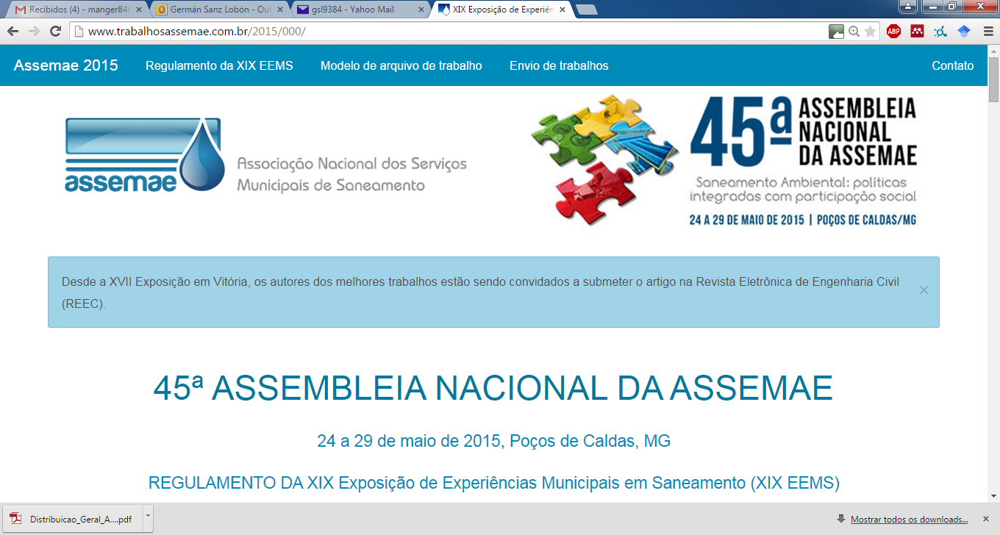 Recibidos (4) - manger840
Germán Sanz Lobón - Out
gsl9384 - Yahoo Mail
XIX Exposição de Experiên
www.trabalhosassemae.com.br/2015/000/
ABP
Assemae 2015 Regulamento da XIX EEMS Modelo de arquivo de trabalho Envio de trabalhos Contato
assemae
Associação Nacional dos Serviços
Municipais de Saneamento
45ª ASSEMBLEIA
NACIONAL
DA ASSEMAE
Saneamento Ambiental: políticas
integradas com participação social
24 A 29 DE MAIO DE 2015 | POÇOS DE CALDAS/MG
Desde a XVII Exposição em Vitória, os autores dos melhores trabalhos estão sendo convidados a submeter o artigo na Revista Eletrônica de Engenharia Civil
(REEC).
45ª ASSEMBLEIA NACIONAL DA ASSEMAE
24 a 29 de maio de 2015, Poços de Caldas, MG
REGULAMENTO DA XIX Exposição de Experiências Municipais em Saneamento (XIX EEMS)
Distribuicao_Geral_A....pdf
Mostrar todos os downloads...